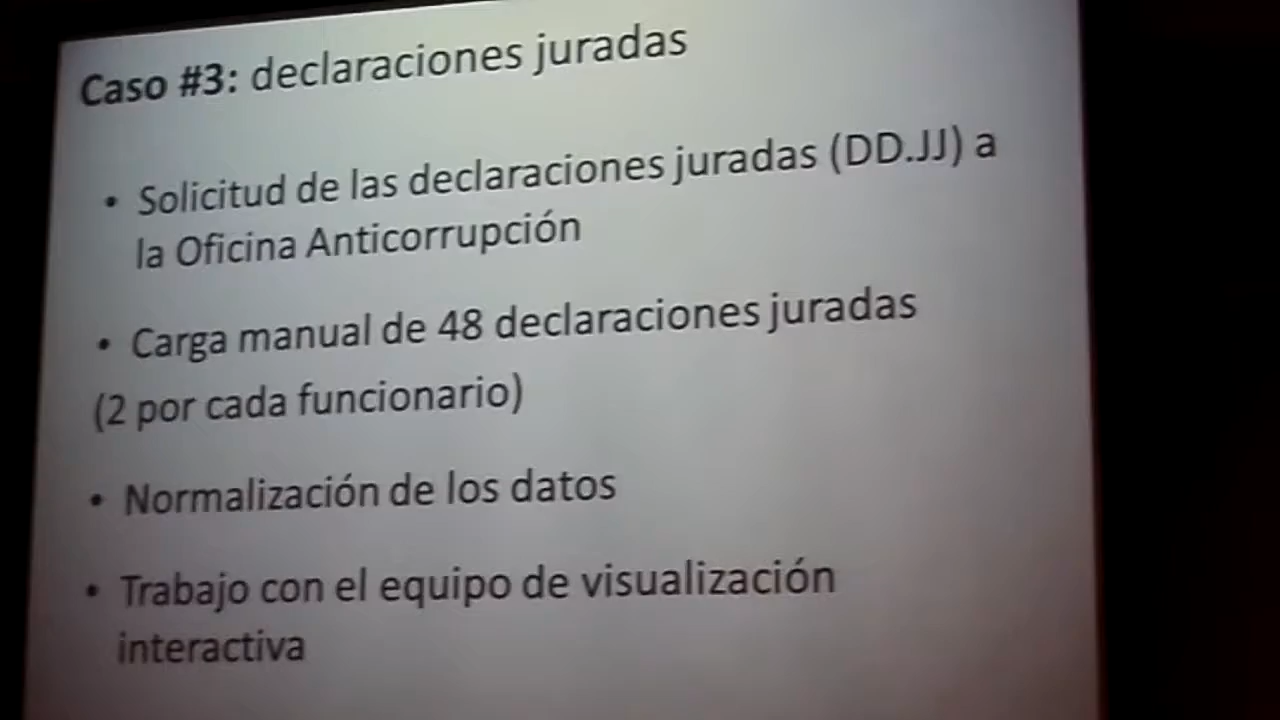 Caso #3: declaraciones juradas
• Solicitud de las declaraciones juradas (DD.JJ) a
la Oficina Anticorrupción
• Carga manual de 48 declaraciones juradas
(2 por cada funcionario)
• Normalización de los datos
• Trabajo con el equipo de visualización
interactiva